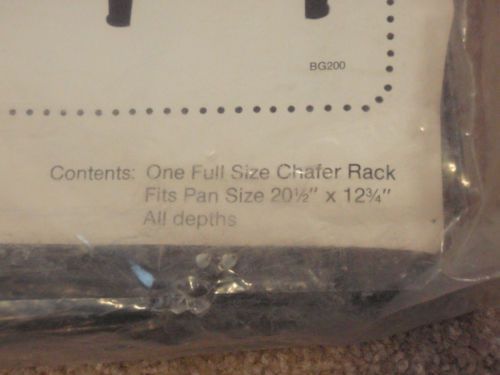 BG200
Contents: One Full Size Chafer Rack
Fits Pan Size 20½" x 12¾"
All depths